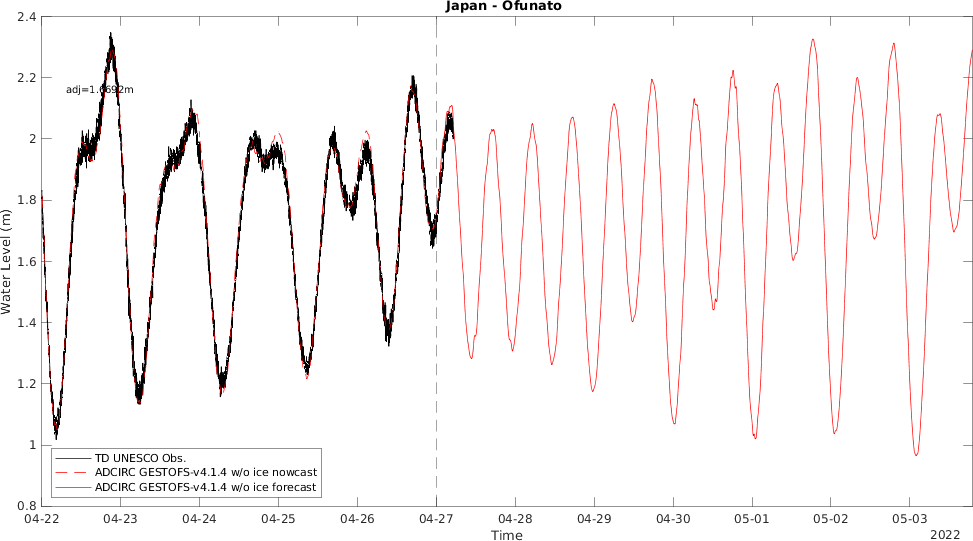 Japan - Ofunato
2.4
2.2
2
1.8
1.6
1.4
1.2
1
0.8
Water Level (m)
adj=1.6692m
TD UNESCO Obs.
ADCIRC GESTOFS-v4.1.4 w/o ice nowcast
ADCIRC GESTOFS-v4.1.4 w/o ice forecast
04-22 04-23 04-24 04-25 04-26 04-27 04-28 04-29 04-30 05-01 05-02 05-03
Time
2022